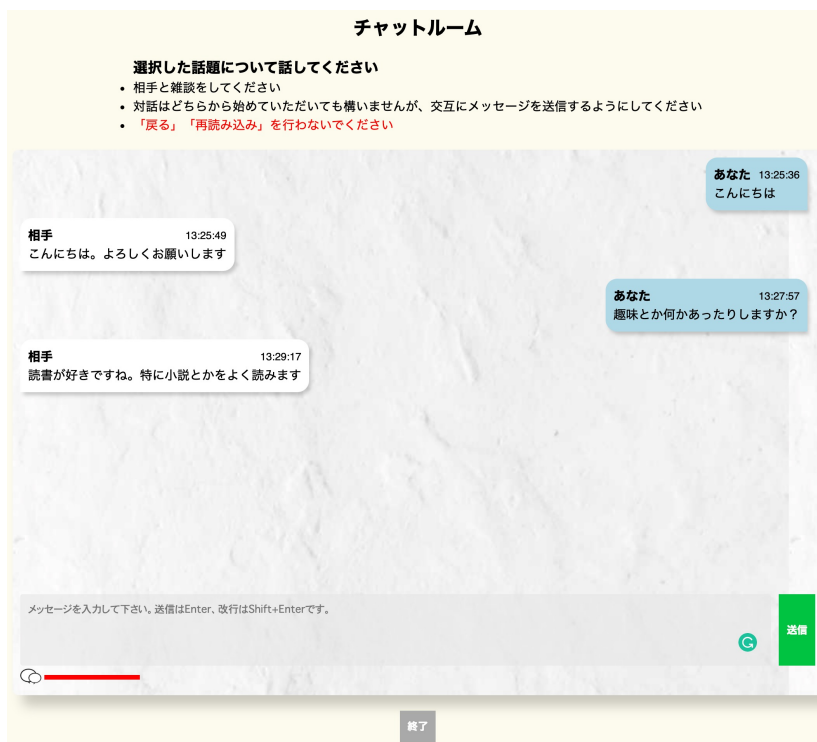 チャットルーム
選択した話題について話してください
• 相手と雑談をしてください
• 対話はどちらから始めていただいても構いませんが、交互にメッセージを送信するようにしてください
• 「戻る」「再読み込み」を行わないでください
あなた 13:25:36
こんにちは
相手 13:25:49
こんにちは。よろしくお願いします
あなた 13:27:57
趣味とか何かあったりしますか？
相手 13:29:17
読書が好きですね。特に小説とかをよく読みます
メッセージを入力して下さい。送信はEnter、改行はShift+Enterです。
送信
終了